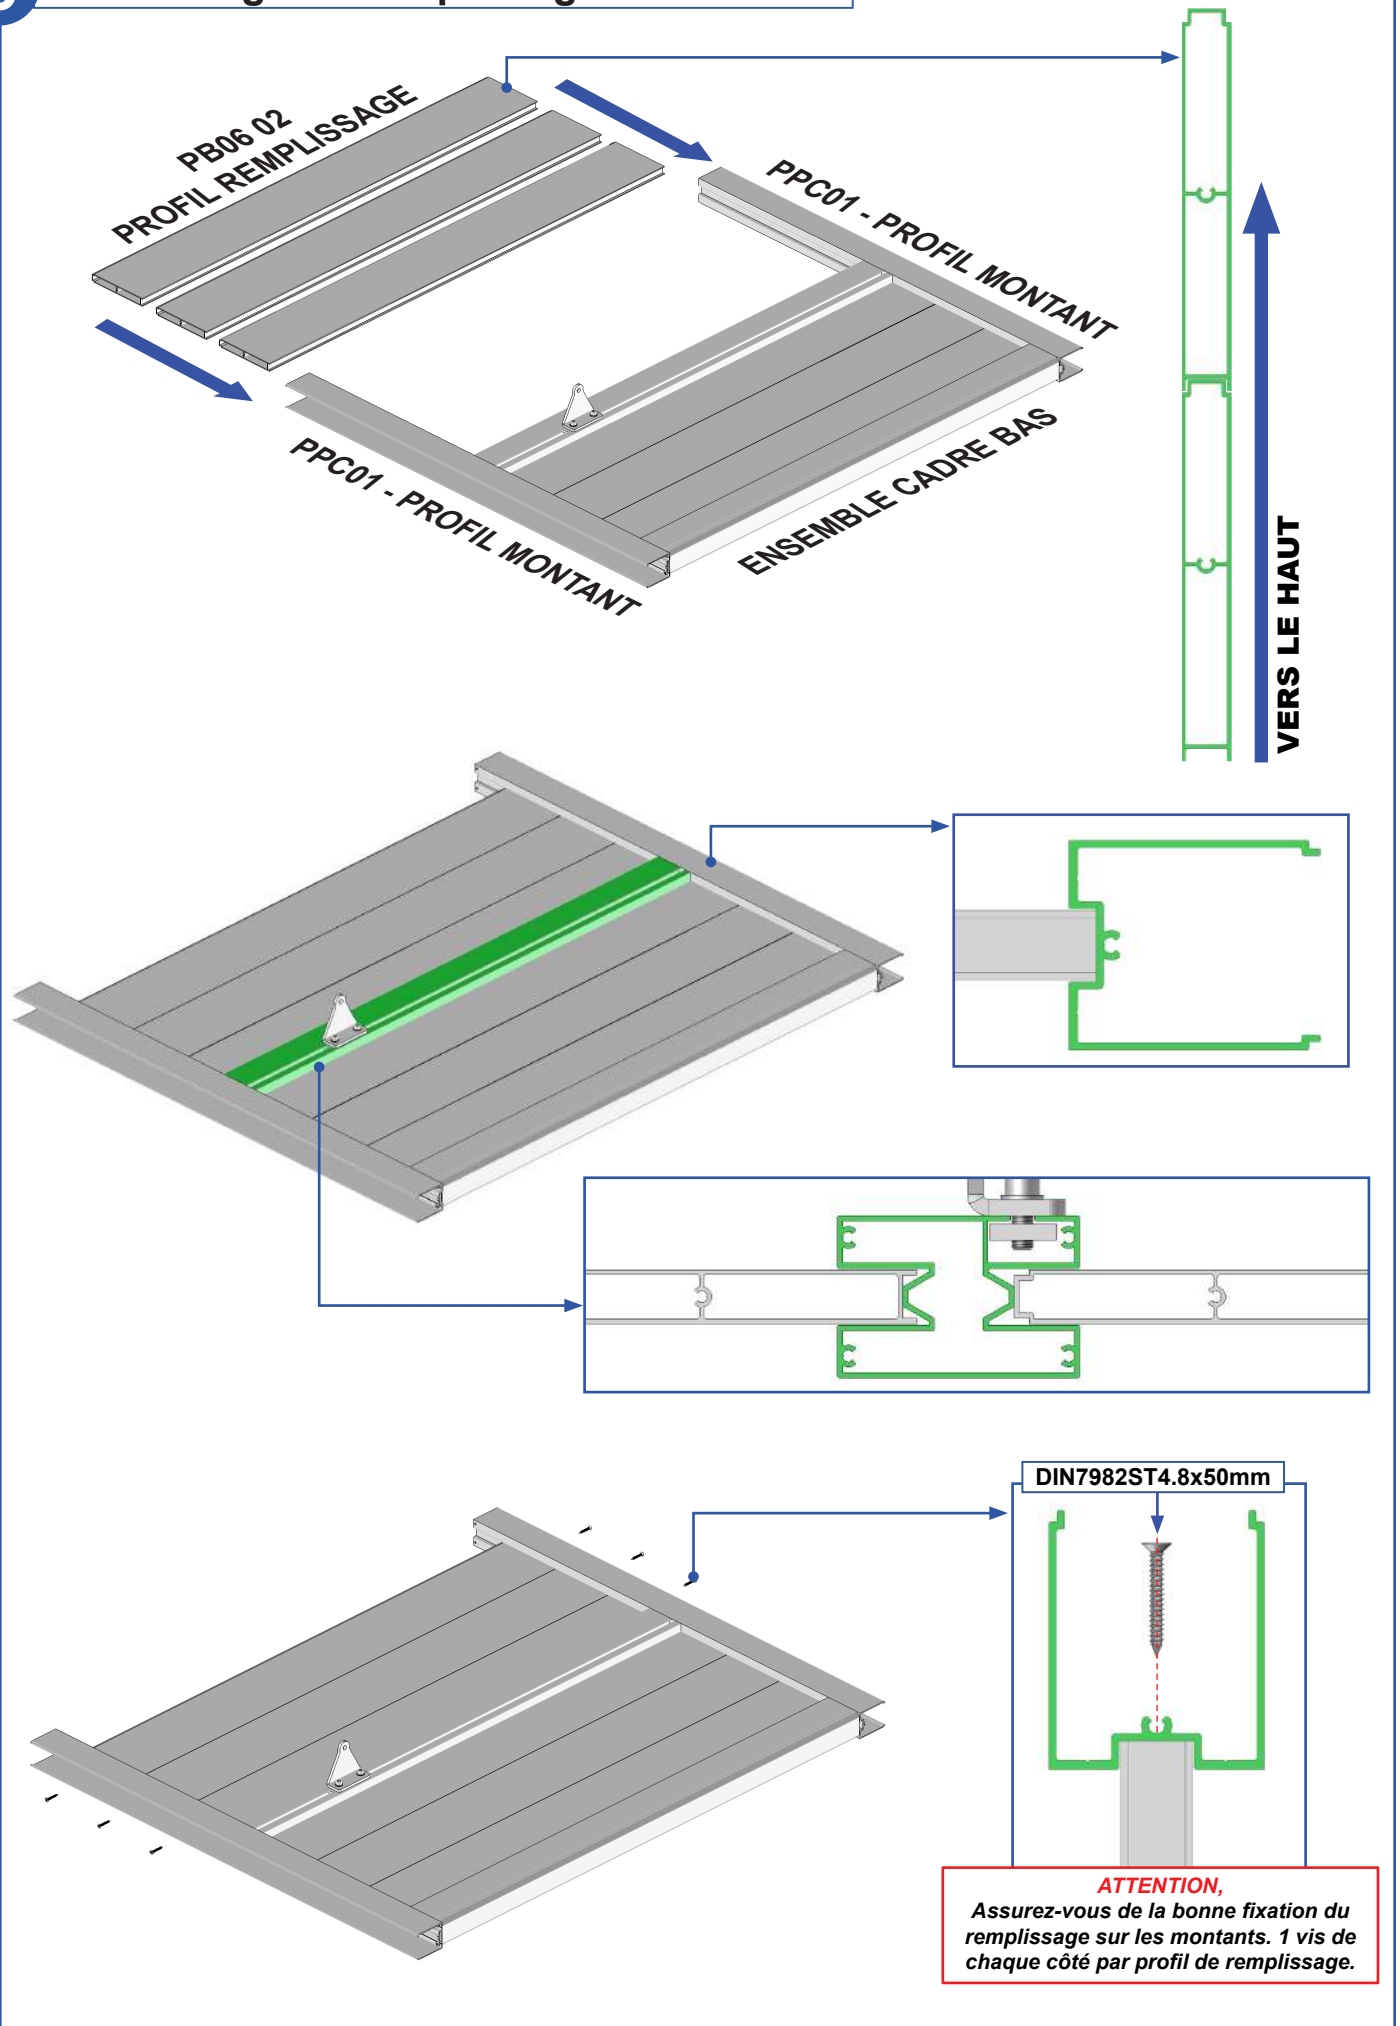 PB06 02
PROFIL REMPLISSAGE
PPC01 - PROFIL MONTANT
PPC01 - PROFIL MONTANT
ENSEMBLE CADRE BAS
VERS LE HAUT
DIN7982ST4.8x50mm
ATTENTION,
Assurez-vous de la bonne fixation du
remplissage sur les montants. 1 vis de
chaque côté par profil de remplissage.